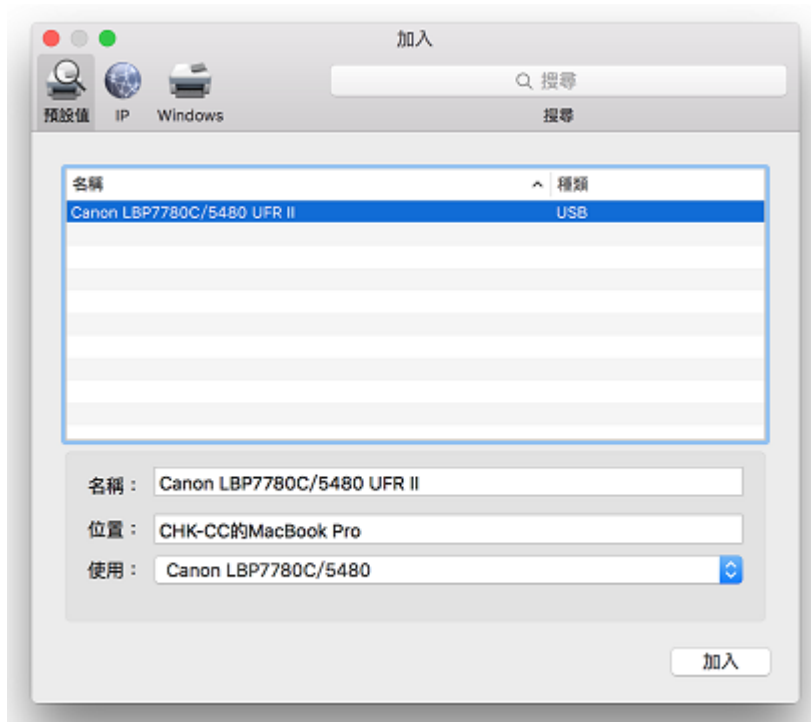 加入
搜尋
預設值 IP Windows 搜尋
名稱 種類
Canon LBP7780C/5480 UFR II USB
名稱： Canon LBP7780C/5480 UFR II
位置： CHK-CC的MacBook Pro
使用： Canon LBP7780C/5480
加入